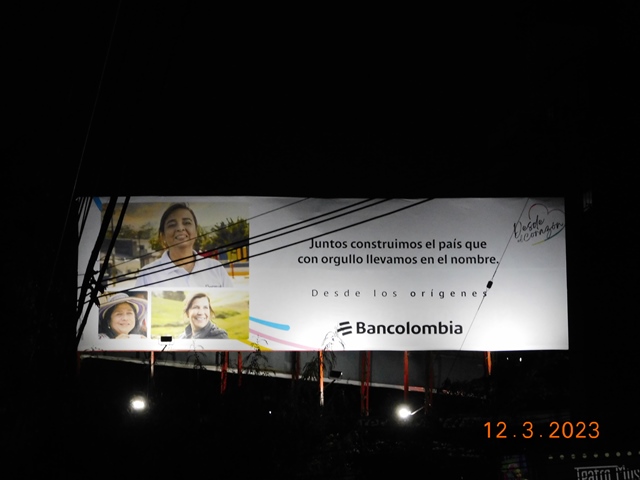 Juntos construimos el país que
con orgullo llevamos en el nombre.
Desde
el corazón
Desde los orígenes
Bancolombia
12.3.2023
Teatro